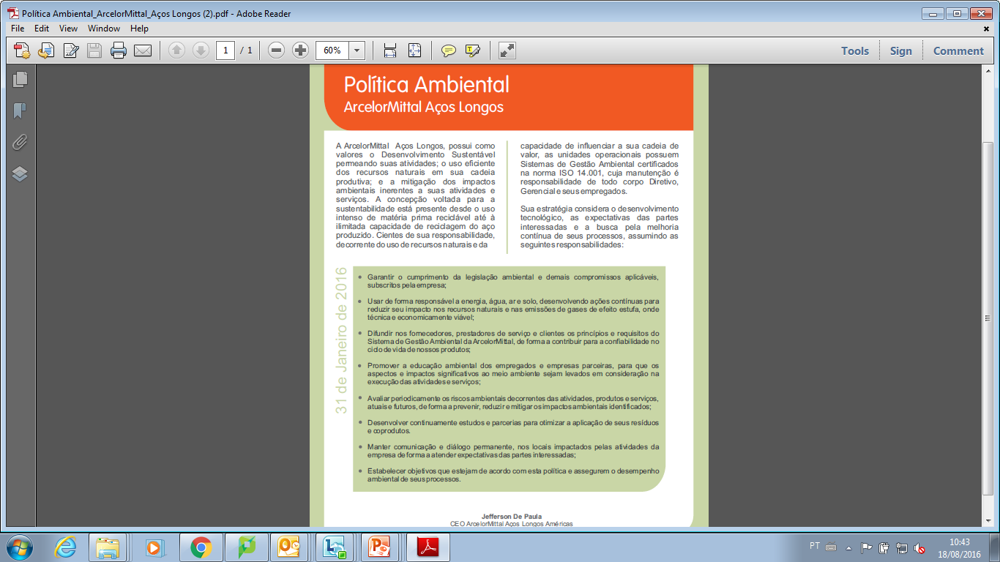 Política Ambiental_ArcelorMittal_Aços Longos (2).pdf - Adobe Reader
File Edit View Window Help
1 / 1 60% Tools Sign Comment
Política Ambiental
ArcelorMittal Aços Longos
A ArcelorMittal Aços Longos, possui como
valores o Desenvolvimento Sustentável
permeando suas atividades; o uso eficiente
dos recursos naturais em sua cadeia
produtiva; e a mitigação dos impactos
ambientais inerentes a suas atividades e
serviços. A concepção voltada para a
sustentabilidade está presente desde o uso
intenso de matéria prima reciclável até à
ilimitada capacidade de reciclagem do aço
produzido. Cientes de sua responsabilidade,
decorrente do uso de recursos naturais e da
capacidade de influenciar a sua cadeia de
valor, as unidades operacionais possuem
Sistemas de Gestão Ambiental certificados
na norma ISO 14.001, cuja manutenção é
responsabilidade de todo corpo Diretivo,
Gerencial e seus empregados.
Sua estratégia considera o desenvolvimento
tecnológico, as expectativas das partes
interessadas e a busca pela melhoria
contínua de seus processos, assumindo as
seguintes responsabilidades:
31 de Janeiro de 2016
• Garantir o cumprimento da legislação ambiental e demais compromissos aplicáveis,
subscritos pela empresa;
• Usar de forma responsável a energia, água, ar e solo, desenvolvendo ações contínuas para
reduzir seu impacto nos recursos naturais e nas emissões de gases de efeito estufa, onde
técnica e economicamente viável;
• Difundir nos fornecedores, prestadores de serviço e clientes os princípios e requisitos do
Sistema de Gestão Ambiental da ArcelorMittal, de forma a contribuir para a confiabilidade no
ciclo de vida de nossos produtos;
• Promover a educação ambiental dos empregados e empresas parceiras, para que os
aspectos e impactos significativos ao meio ambiente sejam levados em consideração na
execução das atividades e serviços;
• Avaliar periodicamente os riscos ambientais decorrentes das atividades, produtos e serviços,
atuais e futuros, de forma a prevenir, reduzir e mitigar os impactos ambientais identificados;
• Desenvolver continuamente estudos e parcerias para otimizar a aplicação de seus resíduos
e coprodutos.
• Manter comunicação e diálogo permanente, nos locais impactados pelas atividades da
empresa de forma a atender expectativas das partes interessadas;
• Estabelecer objetivos que estejam de acordo com esta política e assegurem o desempenho
ambiental de seus processos.
Jefferson De Paula
CEO ArcelorMittal Aços Longos Américas
PT 10:43
18/08/2016